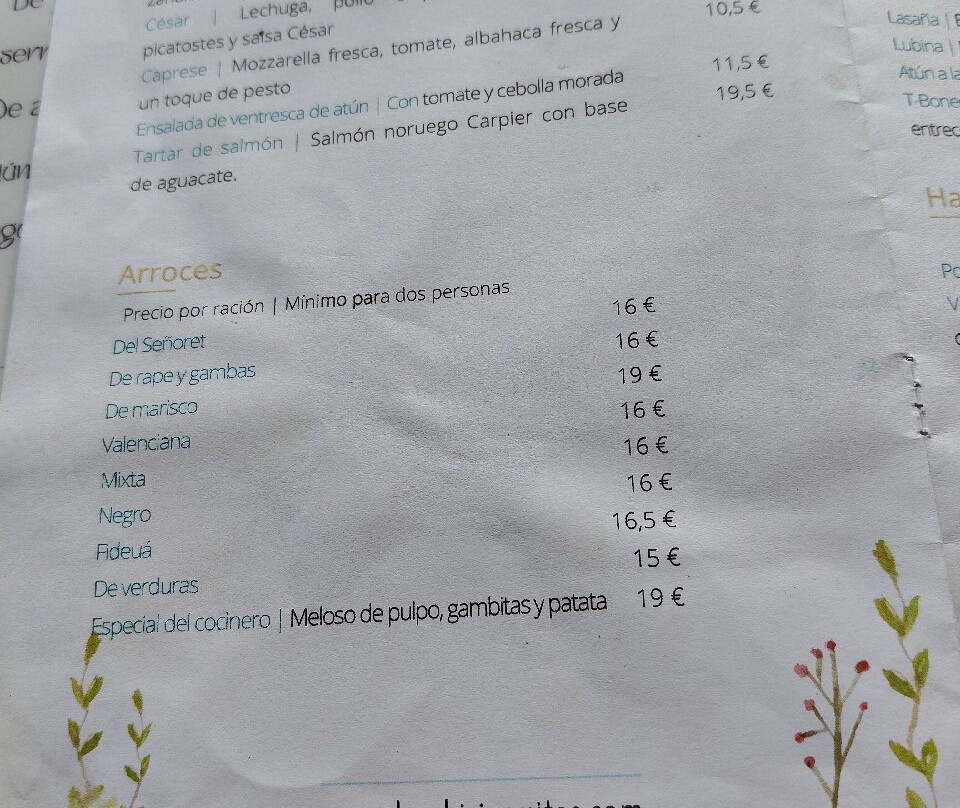 César | Lechuga,
10,5 €
picatostes y salsa César
Caprese | Mozzarella fresca, tomate, albahaca fresca y
un toque de pesto
11,5 €
Ensalada de ventresca de atún | Con tomate y cebolla morada
19,5 €
Tartar de salmón | Salmón noruego Carpier con base
de aguacate.
Arroces
Precio por ración | Mínimo para dos personas
Del Señoret 16 €
De rape y gambas 16 €
De marisco 19 €
Valenciana 16 €
Mixta 16 €
Negro 16 €
Fideuá 16,5 €
De verduras 15 €
Especial del cocinero | Meloso de pulpo, gambitas y patata 19 €
Lasaña |
Lubina |
Atún a la
T-Bone